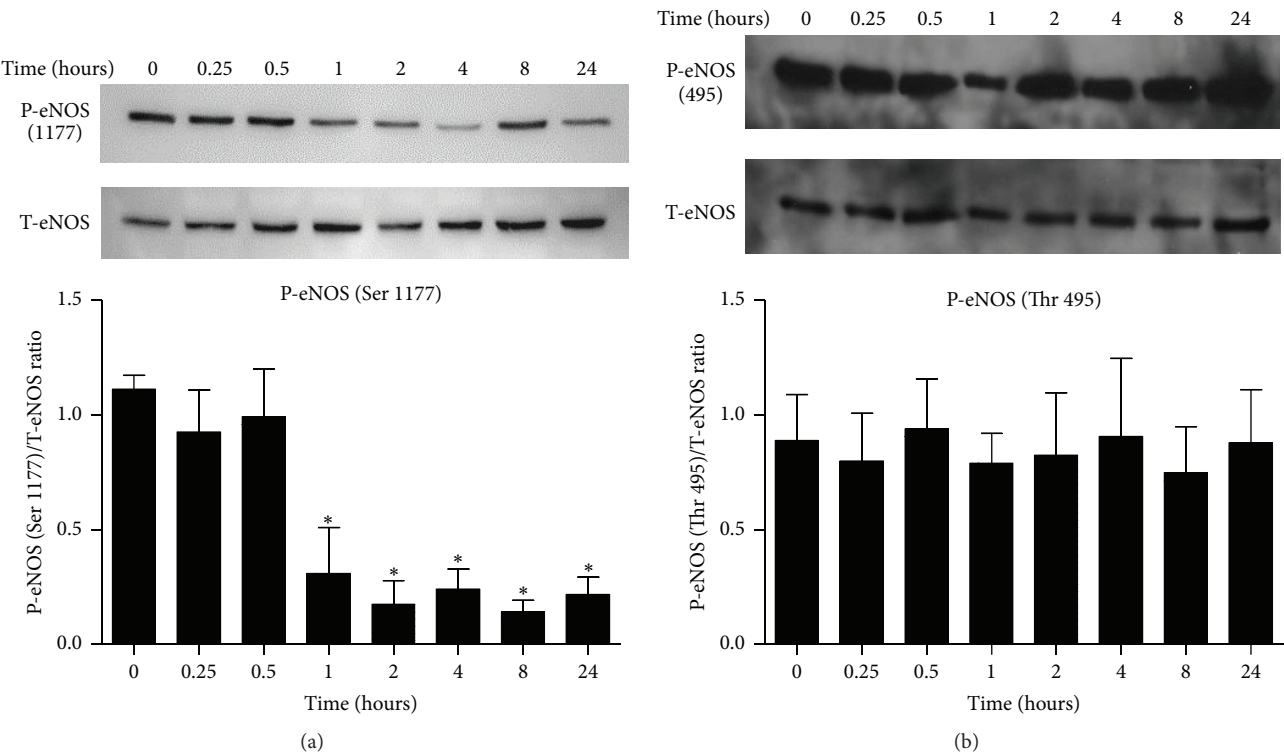 Time (hours) 0 0.25 0.5 1 2 4 8 24
P-eNOS
(1177)
T-eNOS
P-eNOS (Ser 1177)
P-eNOS (Ser 1177)/T-eNOS ratio
1.5
1.0
0.5
0.0
*
*
*
*
*
0 0.25 0.5 1 2 4 8 24
Time (hours)
(a)
Time (hours) 0 0.25 0.5 1 2 4 8 24
P-eNOS
(495)
T-eNOS
P-eNOS (Thr 495)
P-eNOS (Thr 495)/T-eNOS ratio
1.5
1.0
0.5
0.0
0 0.25 0.5 1 2 4 8 24
Time (hours)
(b)